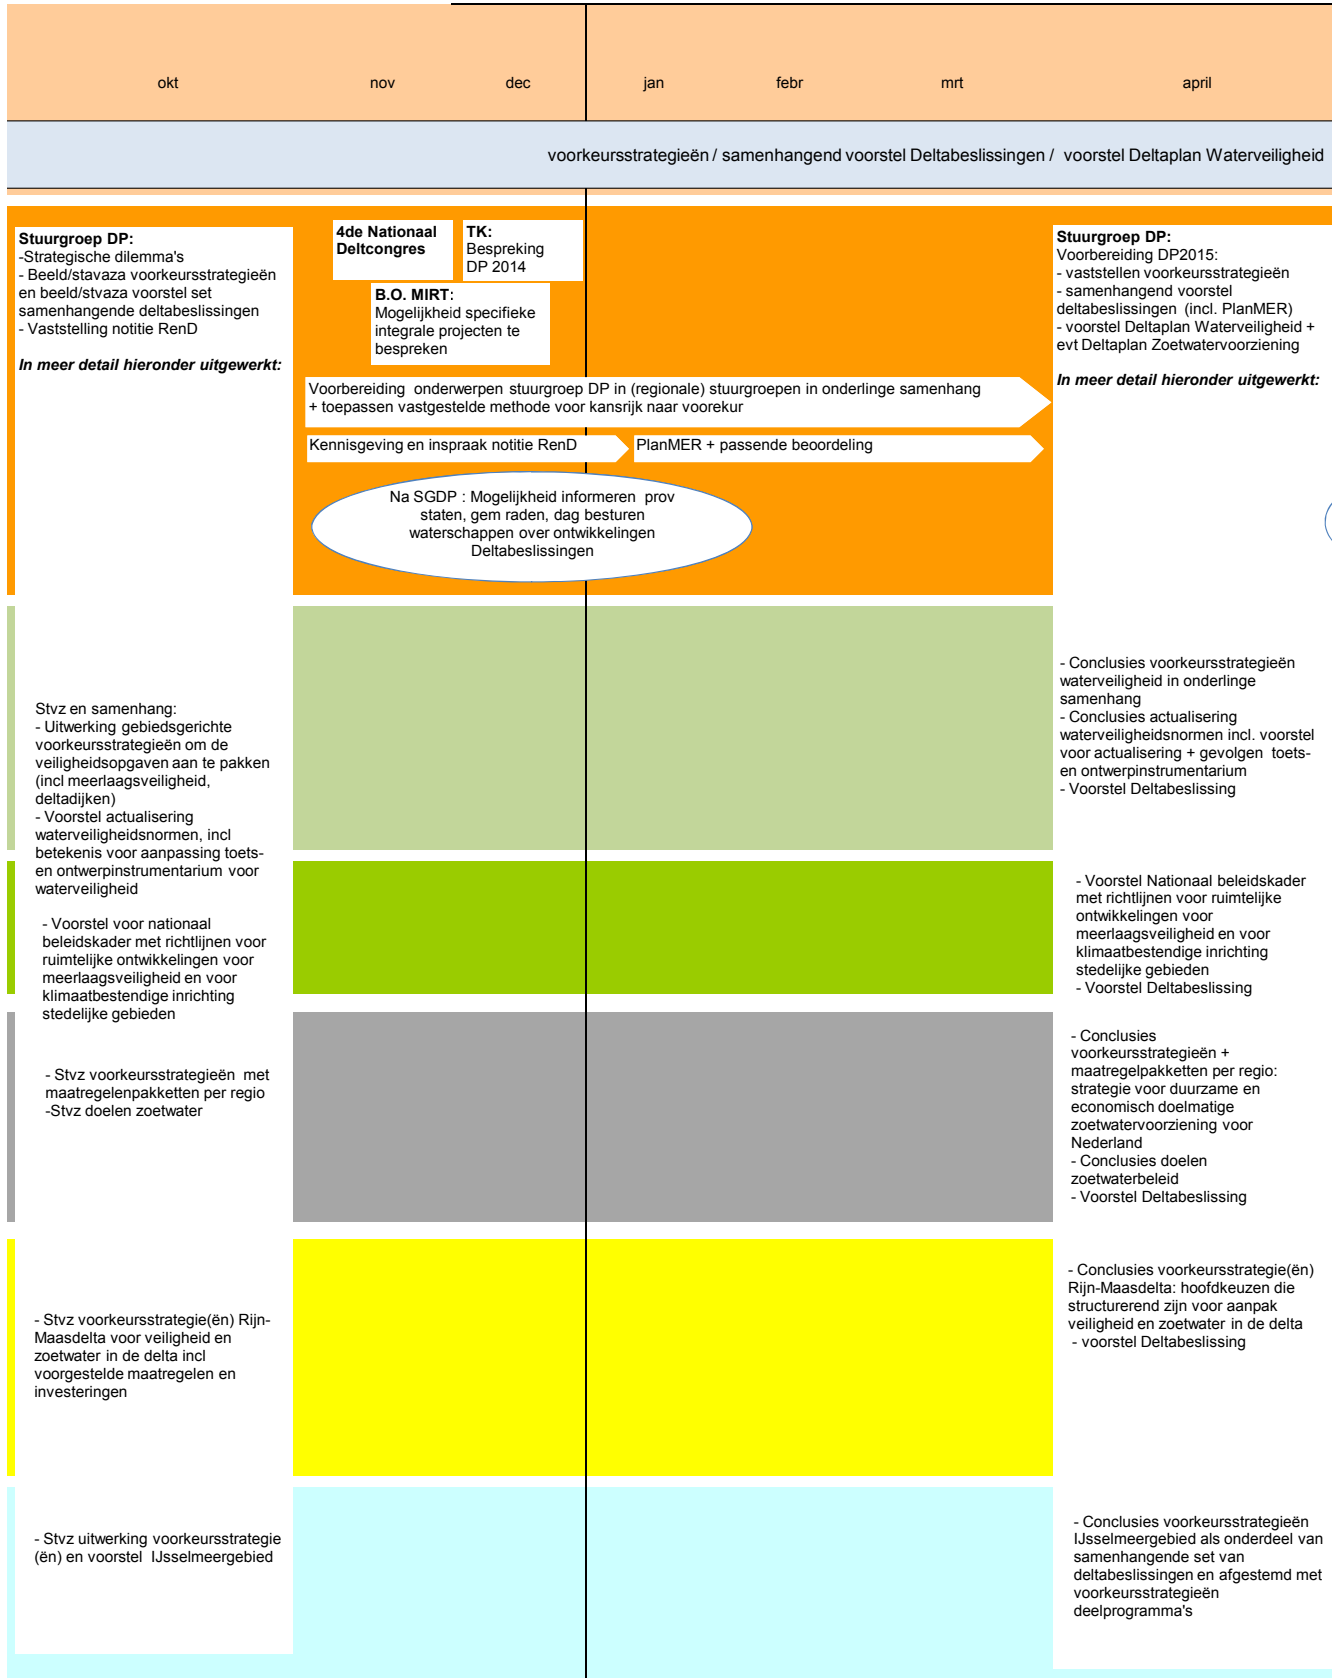 okt nov dec jan febr mrt april
voorkeursstrategieën / samenhangend voorstel Deltabeslissingen / voorstel Deltaplan Waterveiligheid
Stuurgroep DP:
-Strategische dilemma's
- Beeld/stavaza voorkeursstrategieën
en beeld/stvaza voorstel set
samenhangende deltabeslissingen
- Vaststelling notitie RenD
In meer detail hieronder uitgewerkt:
4de Nationaal
Deltcongres
TK:
Bespreking
DP 2014
B.O. MIRT:
Mogelijkheid specifieke
integrale projecten te
bespreken
Voorbereiding onderwerpen stuurgroep DP in (regionale) stuurgroepen in onderlinge samenhang
+ toepassen vastgestelde methode voor kansrijk naar voorekur
Kennisgeving en inspraak notitie RenD
PlanMER + passende beoordeling
Na SGDP : Mogelijkheid informeren prov
staten, gem raden, dag besturen
waterschappen over ontwikkelingen
Deltabeslissingen
Stuurgroep DP:
Voorbereiding DP2015:
- vaststellen voorkeursstrategieën
- samenhangend voorstel
deltabeslissingen (incl. PlanMER)
- voorstel Deltaplan Waterveiligheid +
evt Deltaplan Zoetwatervoorziening
In meer detail hieronder uitgewerkt:
Stvz en samenhang:
- Uitwerking gebiedsgerichte
voorkeursstrategieën om de
veiligheidsopgaven aan te pakken
(incl meerlaagsveiligheid,
deltadijken)
- Voorstel actualisering
waterveiligheidsnormen, incl
betekenis voor aanpassing toets-
en ontwerpinstrumentarium voor
waterveiligheid
- Conclusies voorkeursstrategieën
waterveiligheid in onderlinge
samenhang
- Conclusies actualisering
waterveiligheidsnormen incl. voorstel
voor actualisering + gevolgen toets-
en ontwerpinstrumentarium
- Voorstel Deltabeslissing
- Voorstel voor nationaal
beleidskader met richtlijnen voor
ruimtelijke ontwikkelingen voor
meerlaagsveiligheid en voor
klimaatbestendige inrichting
stedelijke gebieden
- Voorstel Nationaal beleidskader
met richtlijnen voor ruimtelijke
ontwikkelingen voor
meerlaagsveiligheid en voor
klimaatbestendige inrichting
stedelijke gebieden
- Voorstel Deltabeslissing
- Stvz voorkeursstrategieën met
maatregelenpakketten per regio
-Stvz doelen zoetwater
- Conclusies
voorkeursstrategieën +
maatregelpakketten per regio:
strategie voor duurzame en
economisch doelmatige
zoetwatervoorziening voor
Nederland
- Conclusies doelen
zoetwaterbeleid
- Voorstel Deltabeslissing
- Stvz voorkeursstrategie(ën) Rijn-
Maasdelta voor veiligheid en
zoetwater in de delta incl
voorgestelde maatregelen en
investeringen
- Conclusies voorkeursstrategie(ën)
Rijn-Maasdelta: hoofdkeuzen die
structurerend zijn voor aanpak
veiligheid en zoetwater in de delta
- voorstel Deltabeslissing
- Stvz uitwerking voorkeursstrategie
(ën) en voorstel IJsselmeergebied
- Conclusies voorkeursstrategieën
IJsselmeergebied als onderdeel van
samenhangende set van
deltabeslissingen en afgestemd met
voorkeursstrategieën
deelprogramma's